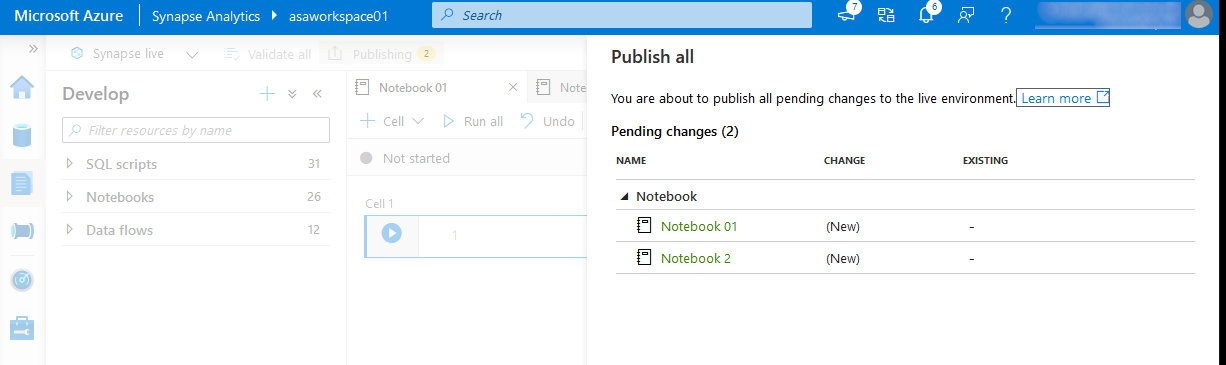 Microsoft Azure Synapse Analytics asaworkspace01 Search 7 6
Synapse live Validate all Publishing 2
Develop
Filter resources by name
SQL scripts 31
Notebooks 26
Data flows 12
Notebook 01 Note
Cell Run all Undo
Not started
Cell 1
1
Publish all
You are about to publish all pending changes to the live environment. Learn more
Pending changes (2)
NAME CHANGE EXISTING
Notebook
Notebook 01 (New) -
Notebook 2 (New) -